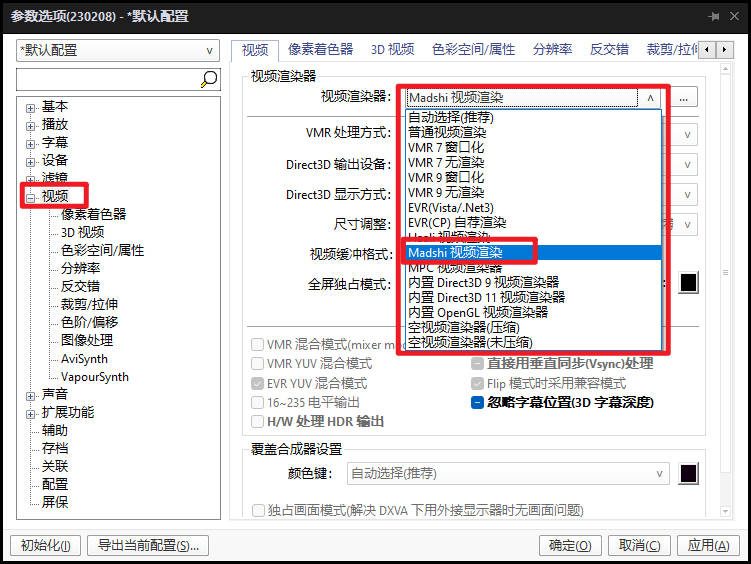 参数选项(230208) - *默认配置
*默认配置
基本
播放
字幕
设备
滤镜
视频
像素着色器
3D 视频
色彩空间/属性
分辨率
反交错
裁剪/拉伸
色阶/偏移
图像处理
AviSynth
VapourSynth
声音
扩展功能
辅助
存档
关联
配置
屏保
视频 像素着色器 3D 视频 色彩空间/属性 分辨率 反交错 裁剪/拉伸
视频渲染器
视频渲染器: Madshi 视频渲染 ...
自动选择(推荐)
普通视频渲染
VMR 7 窗口化
VMR 7 无渲染
VMR 9 窗口化
VMR 9 无渲染
EVR(Vista/.Net3)
EVR(CP) 自荐渲染
Haali 视频渲染
Madshi 视频渲染
MPC 视频渲染器
内置 Direct3D 9 视频渲染器
内置 Direct3D 11 视频渲染器
内置 OpenGL 视频渲染器
空视频渲染器(压缩)
空视频渲染器(未压缩)
VMR 处理方式:
Direct3D 输出设备:
Direct3D 显示方式:
尺寸调整:
视频缓冲格式:
全屏独占模式:
VMR 混合模式(mixer mo
VMR YUV 混合模式 直接用垂直同步(Vsync)处理
EVR YUV 混合模式 Flip 模式时采用兼容模式
16~235 电平输出 忽略字幕位置(3D 字幕深度)
H/W 处理 HDR 输出
覆盖合成器设置
颜色键: 自动选择(推荐)
独占画面模式(解决 DXVA 下用外接显示器时无画面问题)
初始化(I) 导出当前配置(S)... 确定(O) 取消(C) 应用(A)